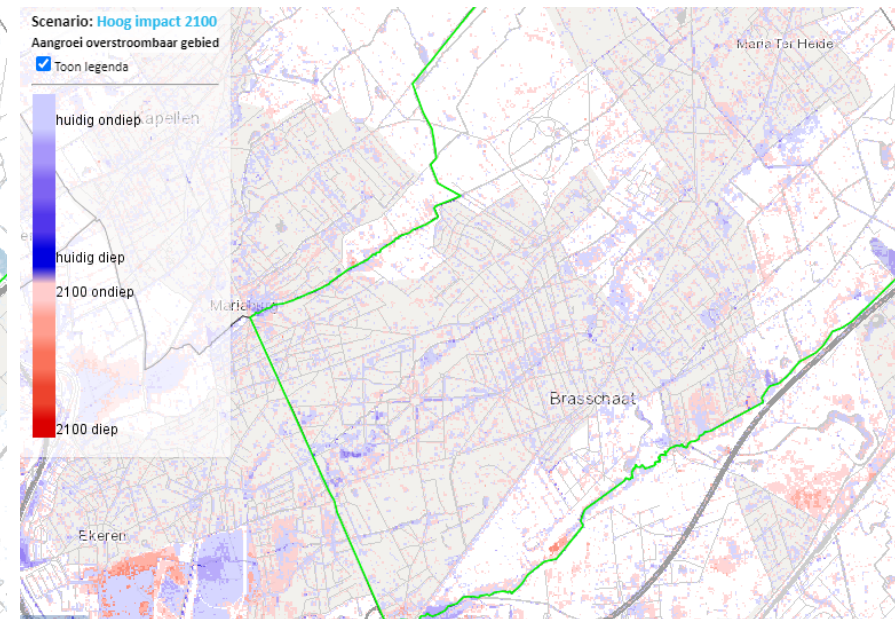 Scenario: Hoog impact 2100
Aangroei overstroombaar gebied
Toon legenda
huidig ondiep
huidig diep
2100 ondiep
2100 diep
Kapellen
Maria Ter Heide
Mariaburg
Brasschaat
Ekeren